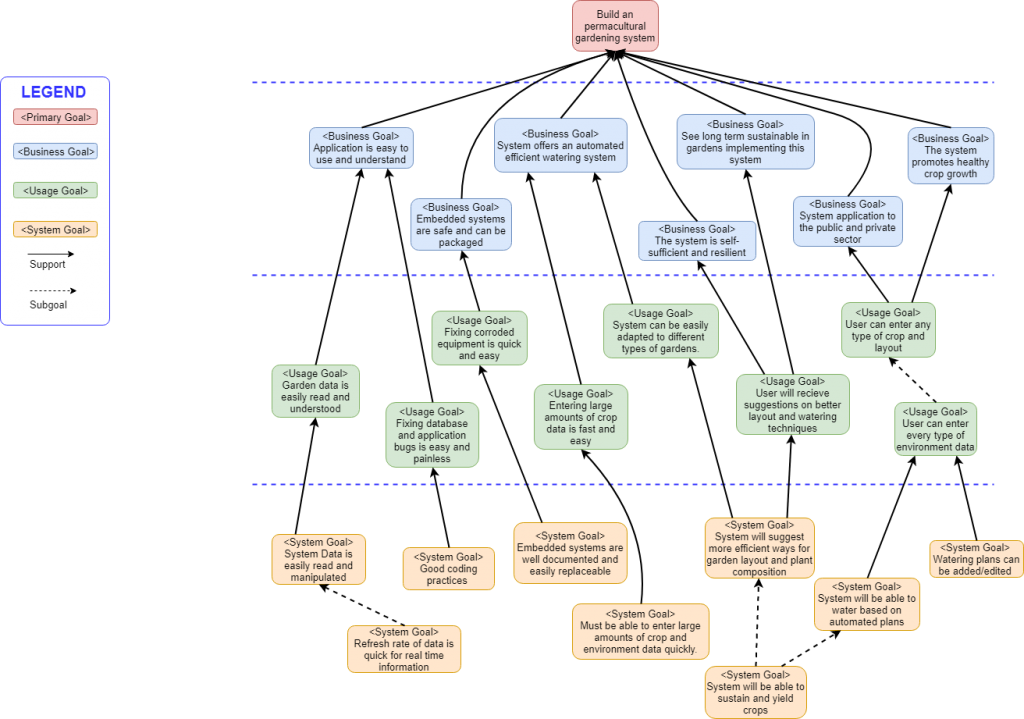 Build an
permacultural
gardening system
LEGEND
<Primary Goal>
<Business Goal>
<Usage Goal>
<System Goal>
Support
Subgoal
<Business Goal>
Application is easy to
use and understand
<Business Goal>
System offers an automated
efficient watering system
<Business Goal>
See long term sustainable in
gardens implementing this
system
<Business Goal>
The system
promotes healthy
crop growth
<Business Goal>
Embedded systems
are safe and can be
packaged
<Business Goal>
The system is self-
sufficient and resilient
<Business Goal>
System application to
the public and private
sector
<Usage Goal>
Fixing corroded
equipment is quick
and easy
<Usage Goal>
System can be easily
adapted to different
types of gardens.
<Usage Goal>
User can enter any
type of crop and
layout
<Usage Goal>
Garden data is
easily read and
understood
<Usage Goal>
Fixing database
and application
bugs is easy and
painless
<Usage Goal>
Entering large
amounts of crop
data is fast and
easy
<Usage Goal>
User will recieve
suggestions on better
layout and watering
techniques
<Usage Goal>
User can enter
every type of
environment data
<System Goal>
System Data is
easily read and
manipulated
<System Goal>
Good coding
practices
<System Goal>
Embedded systems are
well documented and
easily replaceable
<System Goal>
System will suggest
more efficient ways for
garden layout and plant
composition
<System Goal>
Watering plans can
be added/edited
<System Goal>
System will be able to
water based on
automated plans
<System Goal>
Refresh rate of data is
quick for real time
information
<System Goal>
Must be able to enter large
amounts of crop and
environment data quickly.
<System Goal>
System will be able to
sustain and yield
crops